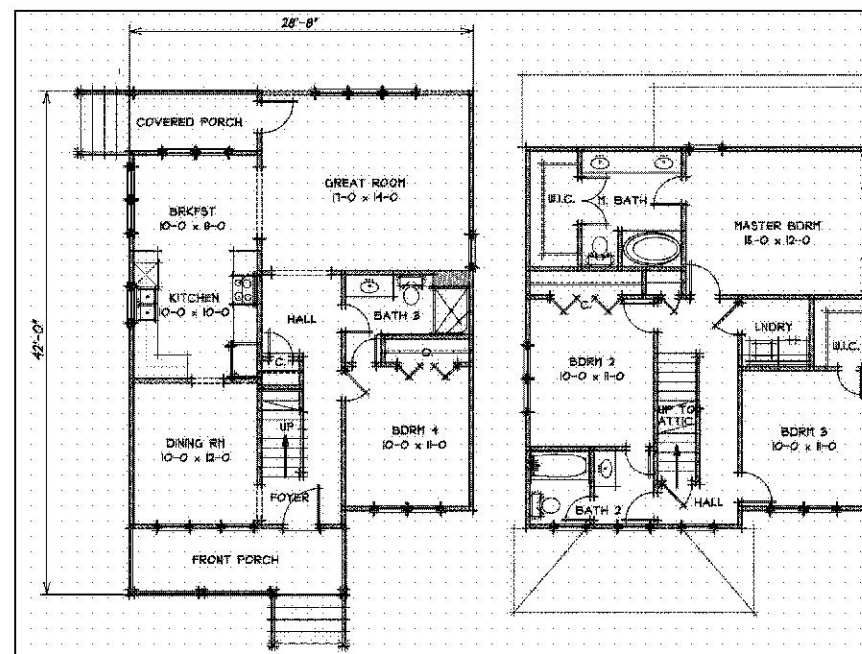 28'-8"
COVERED PORCH
GREAT ROOM
17-0 x 14-0
BRKFST
10-0 x 8-0
KITCHEN
10-0 x 10-0
HALL
BATH 3
C.
C.
42'-0"
DINING RM
10-0 x 12-0
UP
FOYER
BDRM 4
10-0 x 11-0
FRONT PORCH
W.I.C.
M. BATH
MASTER BDRM
15-0 x 12-0
C.
LNDRY
W.I.C.
BDRM 2
10-0 x 11-0
UP TO
ATTIC
BDRM 3
10-0 x 11-0
BATH 2
HALL